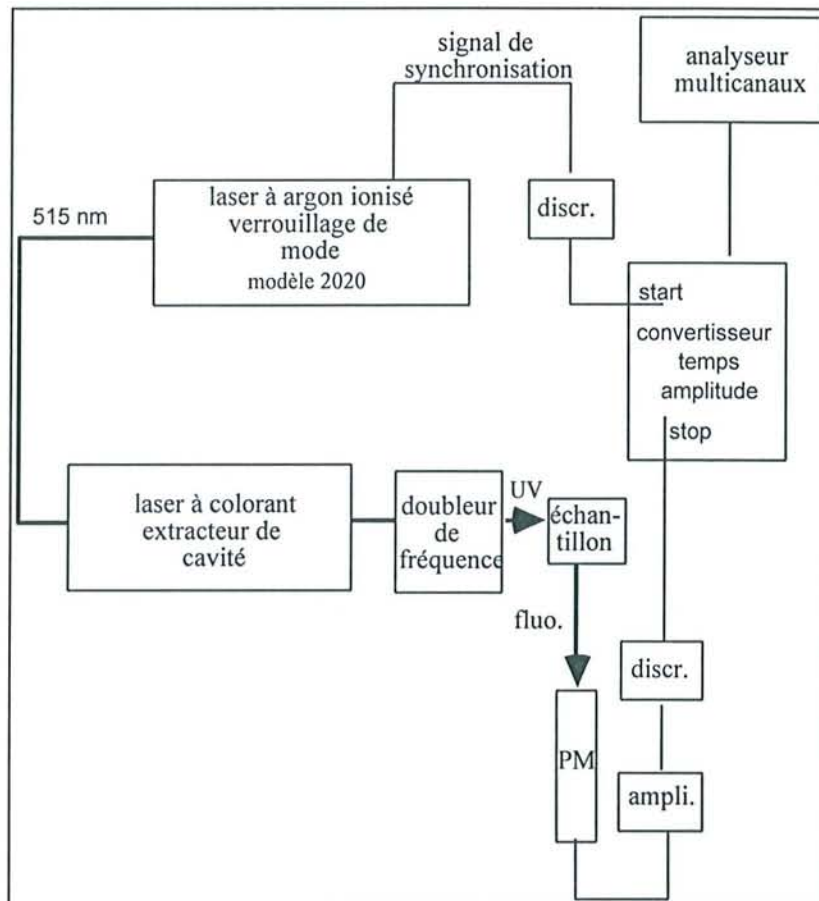 signal de
synchronisation
analyseur
multicanaux
515 nm
laser à argon ionisé
verrouillage de
mode
modèle 2020
discr.
start
convertisseur
temps
amplitude
stop
laser à colorant
extracteur de
cavité
doubleur
de
fréquence
UV
échan-
tillon
fluo.
discr.
PM
ampli.